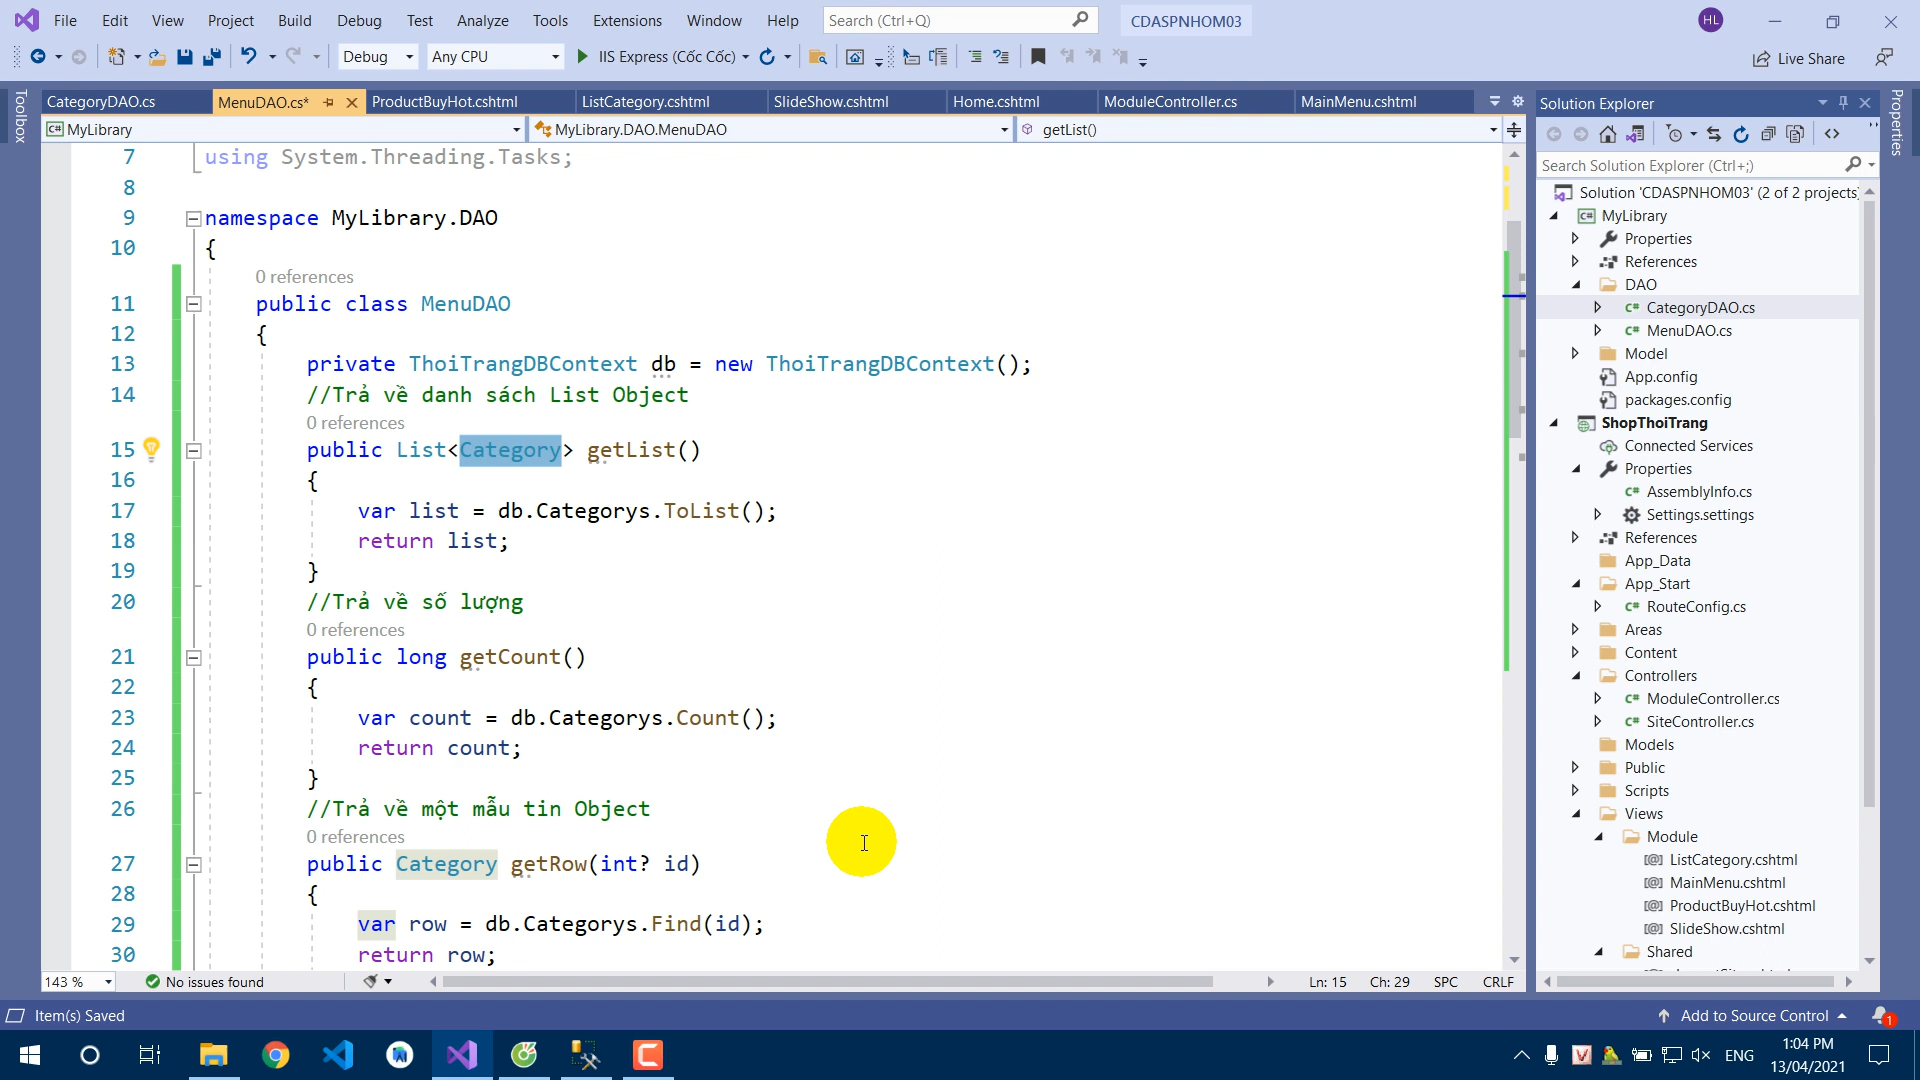 File Edit View Project Build Debug Test Analyze Tools Extensions Window Help Search (Ctrl+Q) CDASPNHOM03 HL
Debug Any CPU IIS Express (Cốc Cốc) Live Share
Toolbox
CategoryDAO.cs MenuDAO.cs* ProductBuyHot.cshtml ListCategory.cshtml SlideShow.cshtml Home.cshtml ModuleController.cs MainMenu.cshtml
MyLibrary MyLibrary.DAO.MenuDAO getList()
7 using System.Threading.Tasks;
8
9 namespace MyLibrary.DAO
10 {
0 references
11 public class MenuDAO
12 {
13 private ThoiTrangDBContext db = new ThoiTrangDBContext();
14 //Trả về danh sách List Object
0 references
15 public List<Category> getList()
16 {
17 var list = db.Categorys.ToList();
18 return list;
19 }
20 //Trả về số lượng
0 references
21 public long getCount()
22 {
23 var count = db.Categorys.Count();
24 return count;
25 }
26 //Trả về một mẫu tin Object
0 references
27 public Category getRow(int? id)
28 {
29 var row = db.Categorys.Find(id);
30 return row;
143 % No issues found Ln: 15 Ch: 29 SPC CRLF
Solution Explorer
Search Solution Explorer (Ctrl+;)
Solution 'CDASPNHOM03' (2 of 2 projects)
MyLibrary
Properties
References
DAO
CategoryDAO.cs
MenuDAO.cs
Model
App.config
packages.config
ShopThoiTrang
Connected Services
Properties
AssemblyInfo.cs
Settings.settings
References
App_Data
App_Start
RouteConfig.cs
Areas
Content
Controllers
ModuleController.cs
SiteController.cs
Models
Public
Scripts
Views
Module
ListCategory.cshtml
MainMenu.cshtml
ProductBuyHot.cshtml
SlideShow.cshtml
Shared
Properties
Item(s) Saved Add to Source Control 1
ENG 1:04 PM
13/04/2021